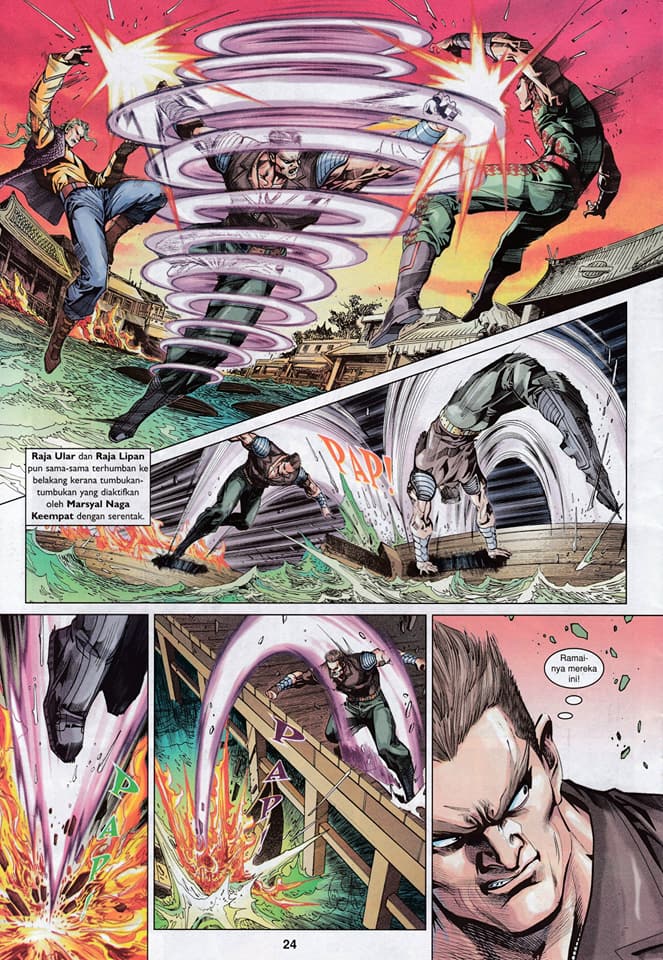 Raja Ular dan Raja Lipan
pun sama-sama terhumban ke
belakang kerana tumbukan-
tumbukan yang diaktifkan
oleh Marsyal Naga
Keempat dengan serentak.
PAP!
PAP!
PAP!
PAP!
Ramai-
nya mereka
ini!
24